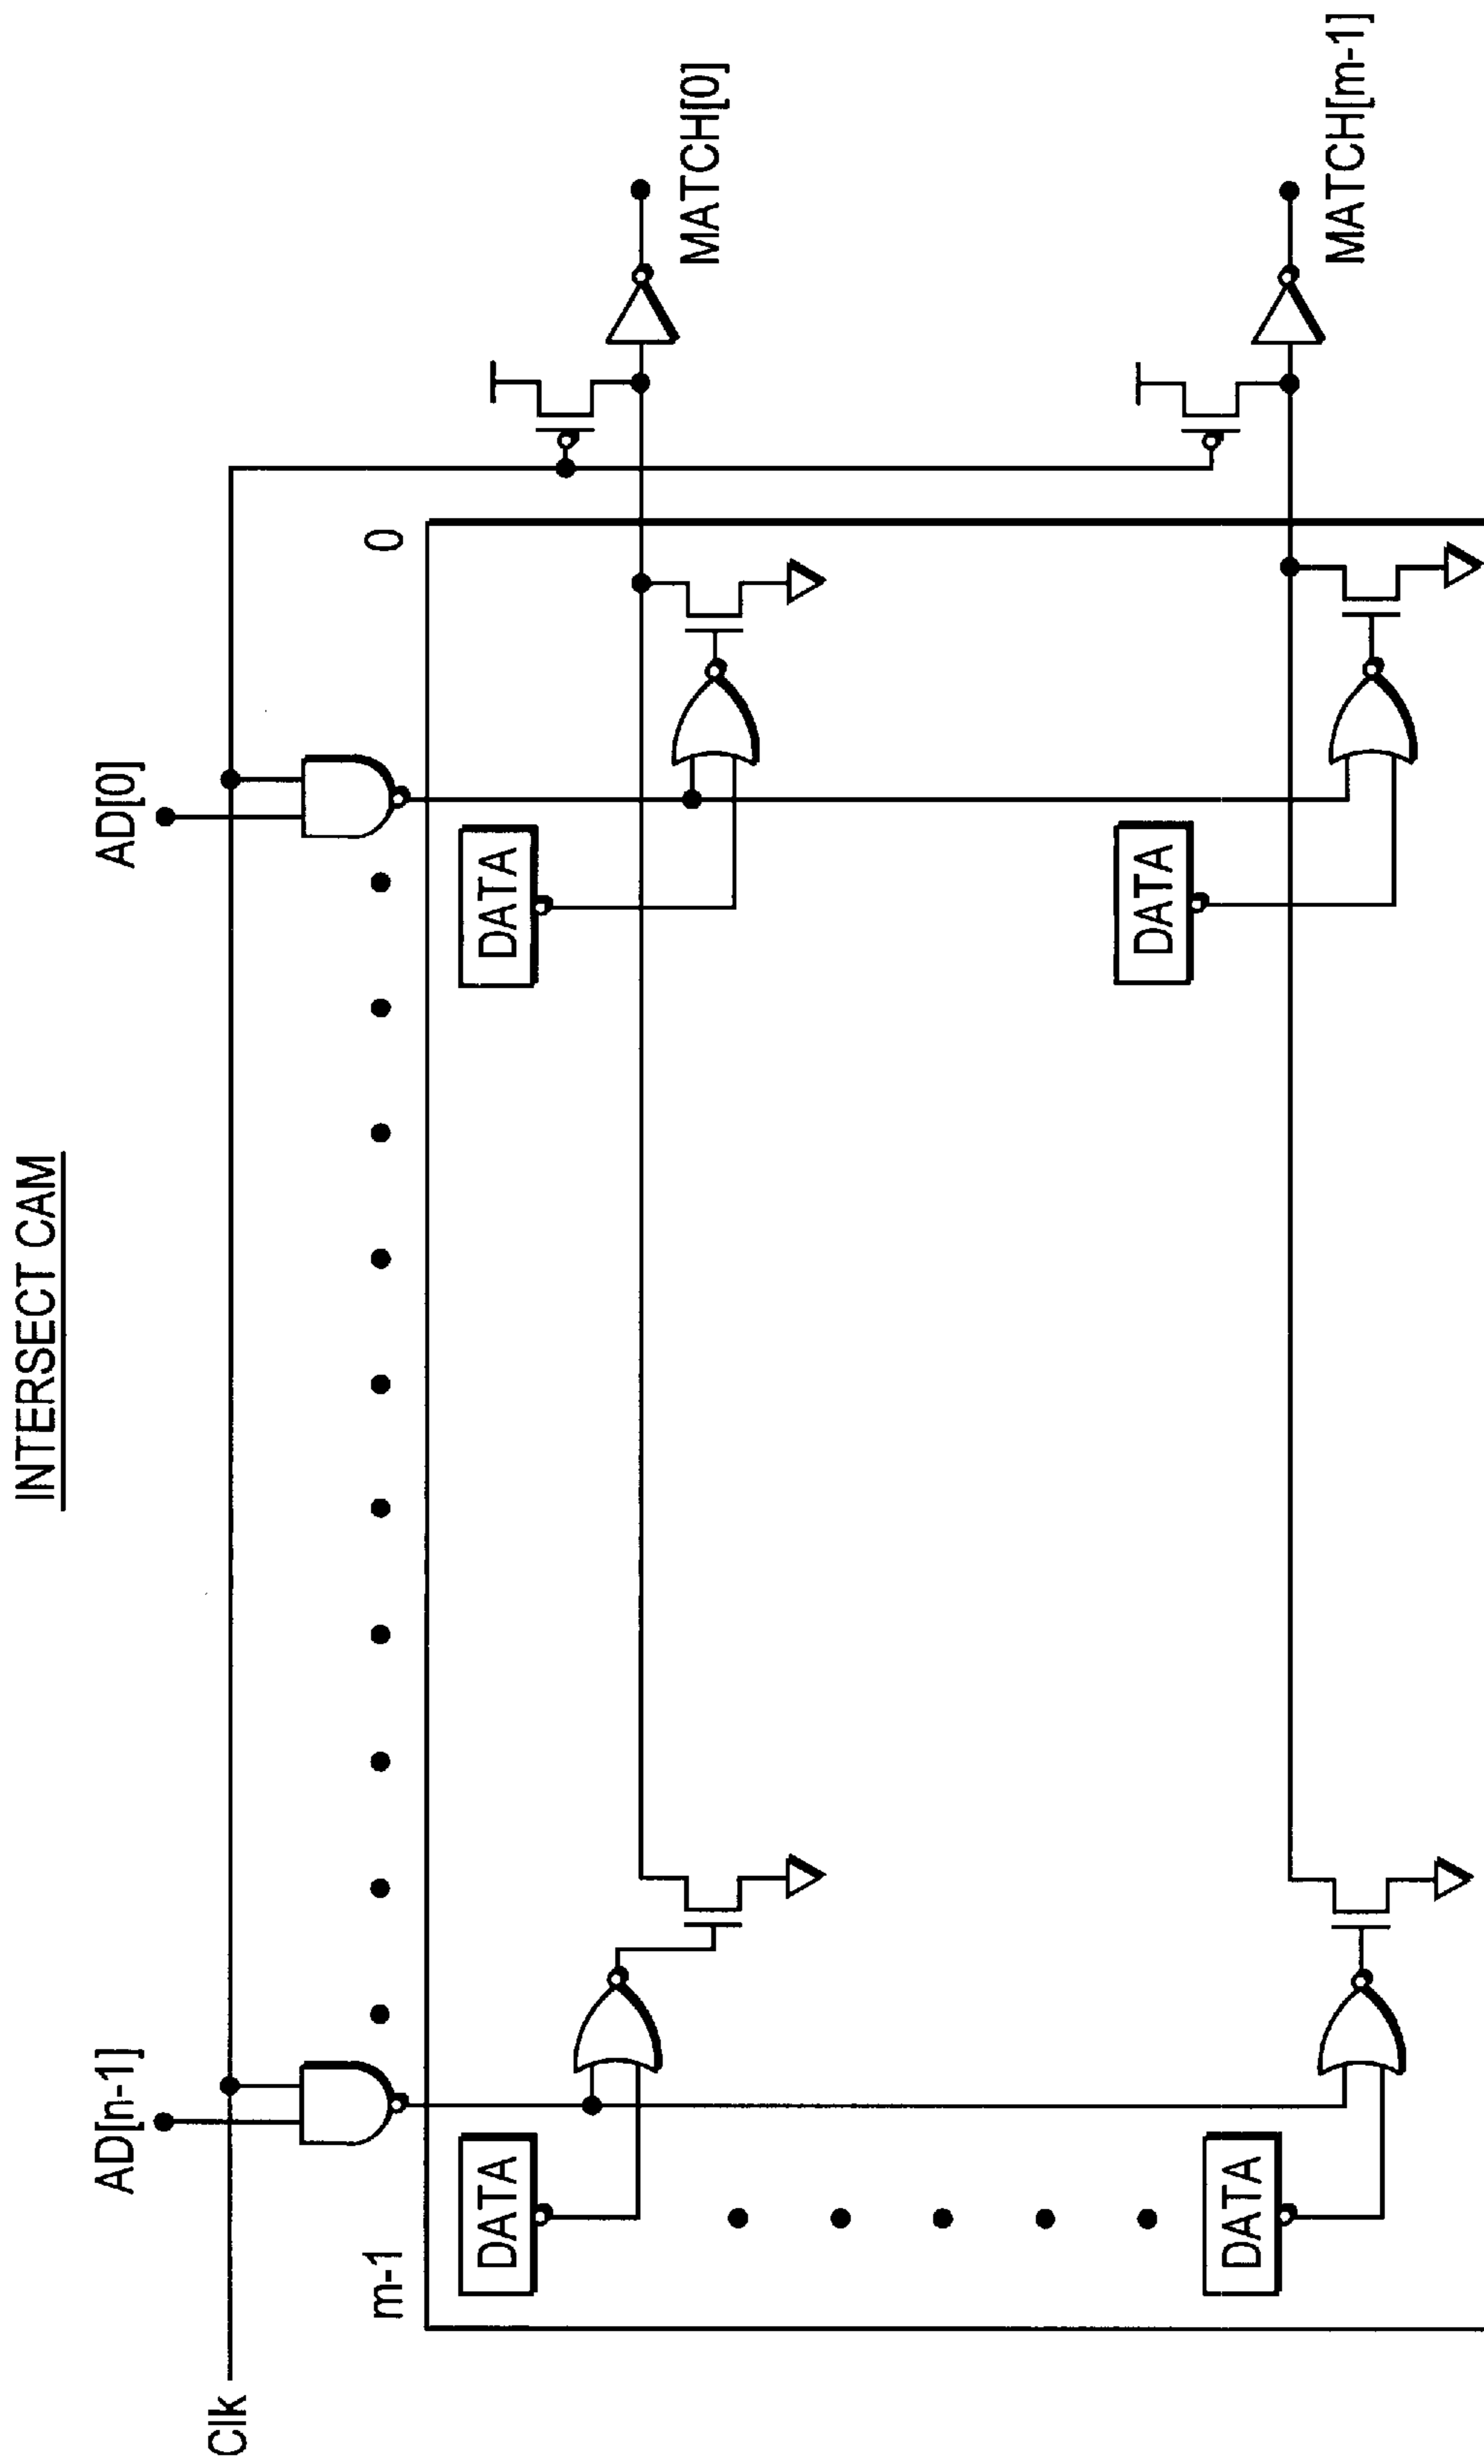 INTERSECT CAM
AD[n-1]
AD[0]
Clk
m-1
0
DATA
DATA
MATCH[0]
DATA
DATA
MATCH[m-1]